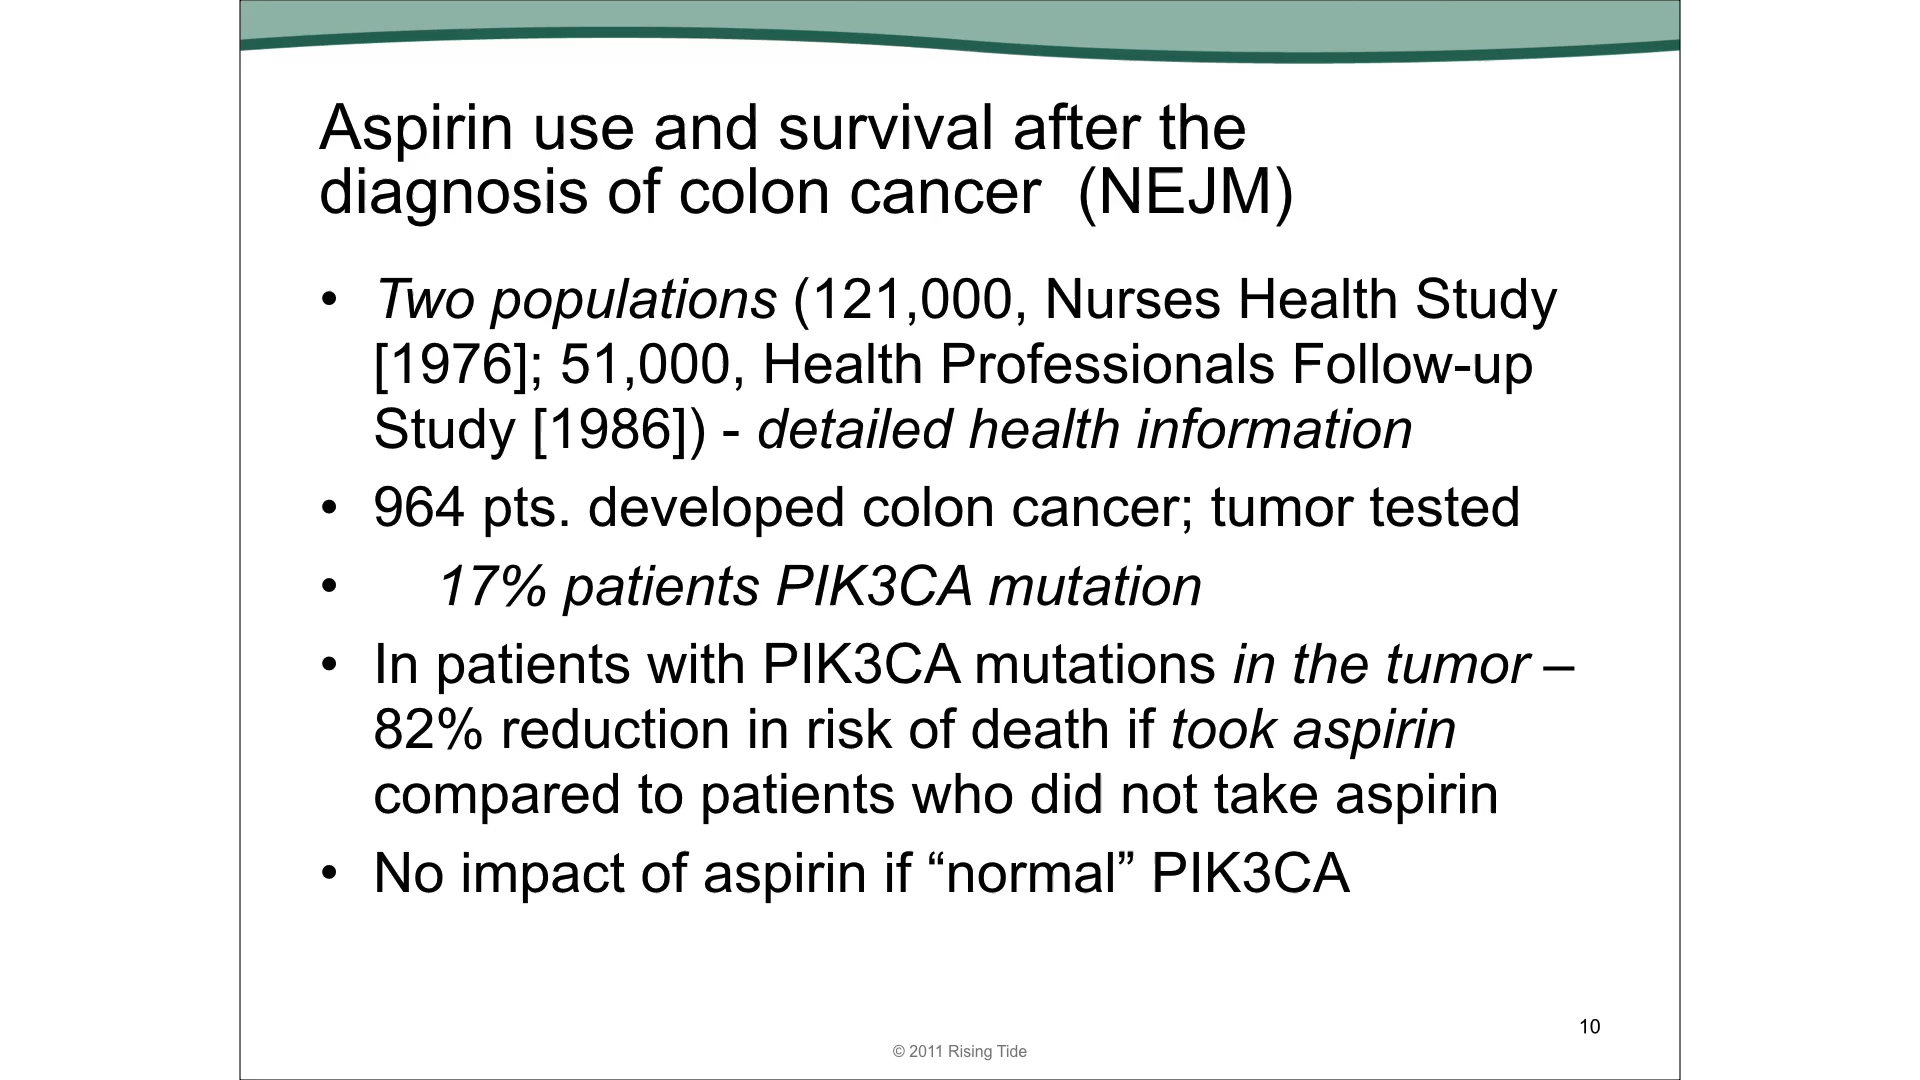 Aspirin use and survival after the
diagnosis of colon cancer  (NEJM)
• Two populations (121,000, Nurses Health Study
[1976]; 51,000, Health Professionals Follow-up
Study [1986]) - detailed health information
• 964 pts. developed colon cancer; tumor tested
• 17% patients PIK3CA mutation
• In patients with PIK3CA mutations in the tumor –
82% reduction in risk of death if took aspirin
compared to patients who did not take aspirin
• No impact of aspirin if “normal” PIK3CA
10
© 2011 Rising Tide